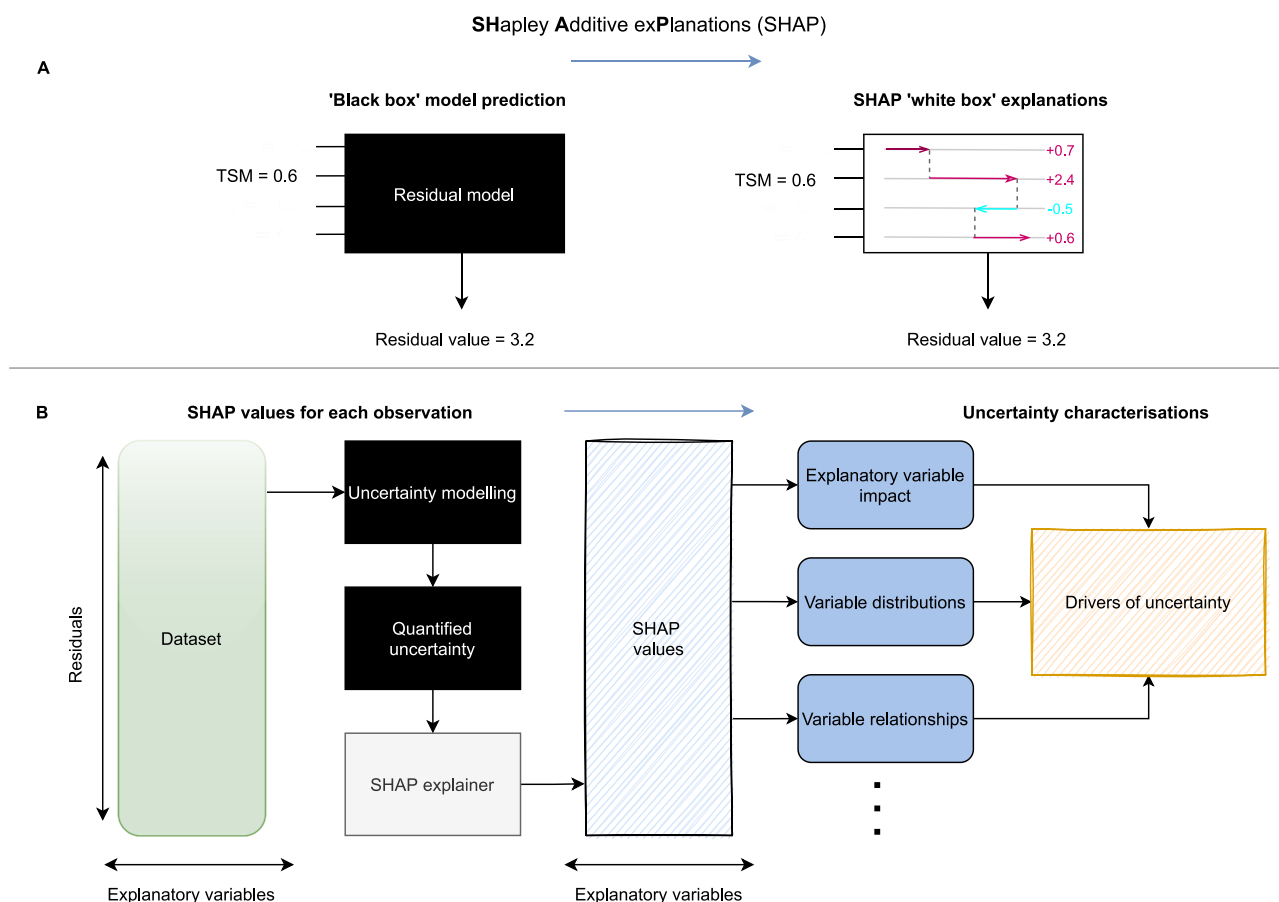 SHapley Additive exPlanations (SHAP)
A
'Black box' model prediction
SHAP 'white box' explanations
TSM = 0.6
Residual model
Residual value = 3.2
TSM = 0.6
+0.7
+2.4
-0.5
+0.6
Residual value = 3.2
B
SHAP values for each observation
Uncertainty characterisations
Residuals
Dataset
Explanatory variables
Uncertainty modelling
Quantified
uncertainty
SHAP explainer
SHAP
values
Explanatory variables
Explanatory variable
impact
Variable distributions
Variable relationships
Drivers of uncertainty